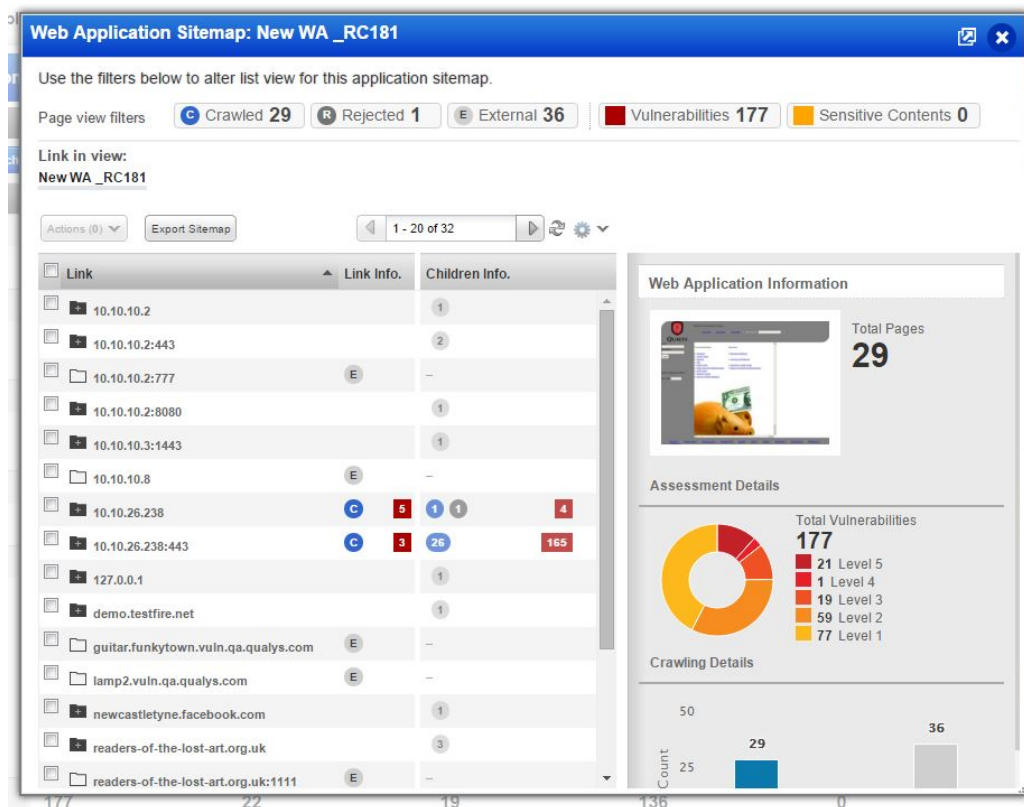 Web Application Sitemap: New WA _RC181
Use the filters below to alter list view for this application sitemap.
Page view filters C Crawled 29 R Rejected 1 E External 36 Vulnerabilities 177 Sensitive Contents 0
Link in view:
New WA _RC181
Actions (0) Export Sitemap 1 - 20 of 32
Link Link Info. Children Info.
10.10.10.2 1
10.10.10.2:443 2
10.10.10.2:777 E –
10.10.10.2:8080 1
10.10.10.3:1443 1
10.10.10.8 E –
10.10.26.238 C 5 1 1 4
10.10.26.238:443 C 3 26 165
127.0.0.1 1
demo.testfire.net 1
guitar.funkytown.vuln.qa.qualys.com E –
lamp2.vuln.qa.qualys.com E –
newcastletyne.facebook.com 1
readers-of-the-lost-art.org.uk 3
readers-of-the-lost-art.org.uk:1111 E –
Web Application Information
QUALYS
Total Pages
29
Assessment Details
Total Vulnerabilities
177
21 Level 5
1 Level 4
19 Level 3
59 Level 2
77 Level 1
Crawling Details
50
36
29
25
Count
177 22 19 136 0